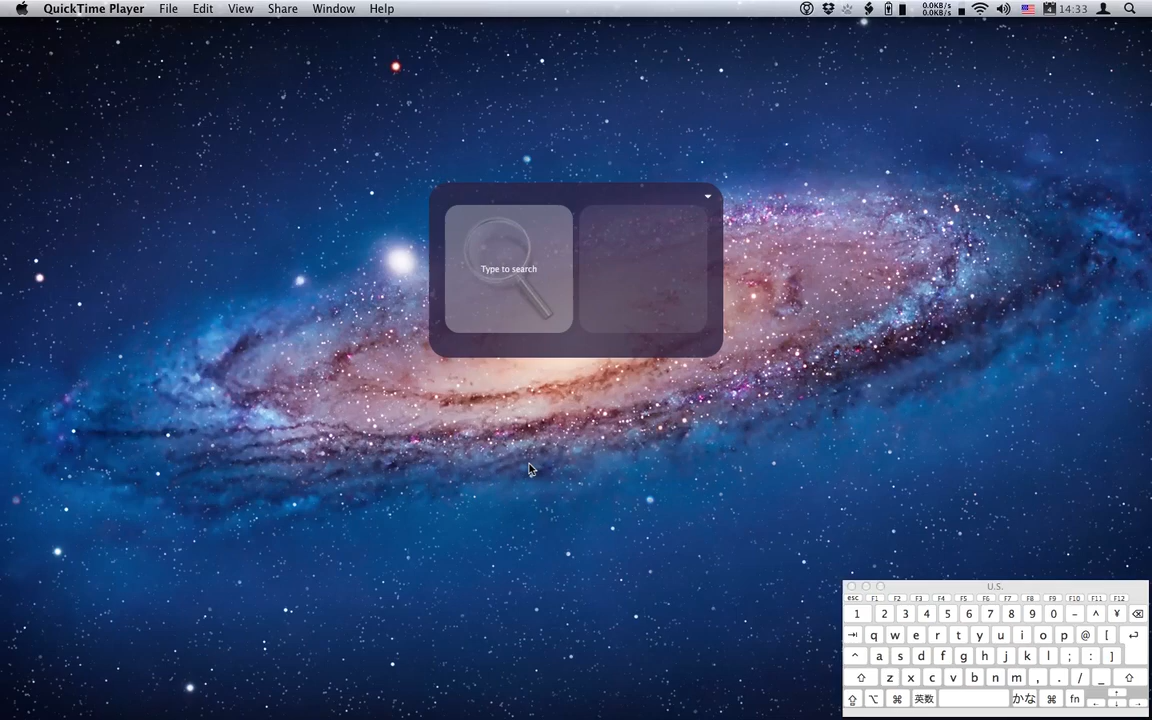 QuickTime Player File Edit View Share Window Help 0.0KB/s 14:33
0.0KB/s
Type to search
U.S.
esc F1 F2 F3 F4 F5 F6 F7 F8 F9 F10 F11 F12
1 2 3 4 5 6 7 8 9 0 - ^ ¥ ⌫
⇥ q w e r t y u i o p @ [ ↩
^ a s d f g h j k l ; : ]
⇧ z x c v b n m , . / _ ⇧
⇪ ⌥ ⌘ 英数 かな ⌘ fn ← ↑ ↓ →